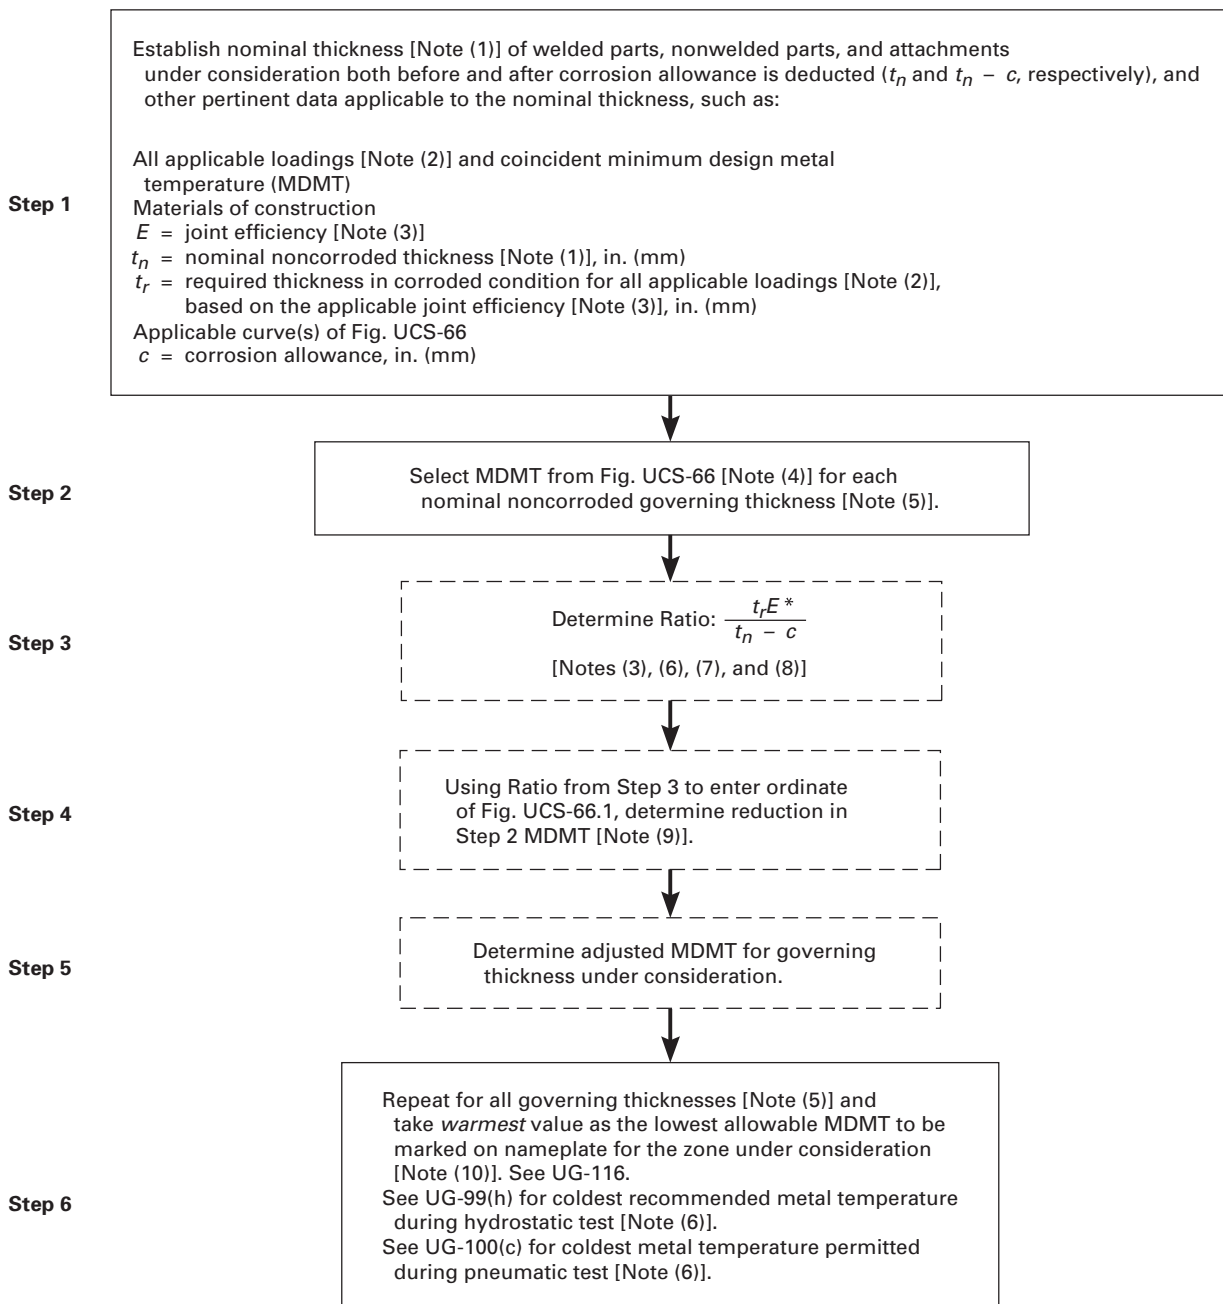 Establish nominal thickness [Note (1)] of welded parts, nonwelded parts, and attachments
under consideration both before and after corrosion allowance is deducted (tn and tn – c, respectively), and
other pertinent data applicable to the nominal thickness, such as:
All applicable loadings [Note (2)] and coincident minimum design metal
temperature (MDMT)
Step 1
Materials of construction
E = joint efficiency [Note (3)]
tn = nominal noncorroded thickness [Note (1)], in. (mm)
tr = required thickness in corroded condition for all applicable loadings [Note (2)],
based on the applicable joint efficiency [Note (3)], in. (mm)
Applicable curve(s) of Fig. UCS-66
c = corrosion allowance, in. (mm)
Step 2
Select MDMT from Fig. UCS-66 [Note (4)] for each
nominal noncorroded governing thickness [Note (5)].
Step 3
Determine Ratio: trE* / tn – c
[Notes (3), (6), (7), and (8)]
Step 4
Using Ratio from Step 3 to enter ordinate
of Fig. UCS-66.1, determine reduction in
Step 2 MDMT [Note (9)].
Step 5
Determine adjusted MDMT for governing
thickness under consideration.
Step 6
Repeat for all governing thicknesses [Note (5)] and
take warmest value as the lowest allowable MDMT to be
marked on nameplate for the zone under consideration
[Note (10)]. See UG-116.
See UG-99(h) for coldest recommended metal temperature
during hydrostatic test [Note (6)].
See UG-100(c) for coldest metal temperature permitted
during pneumatic test [Note (6)].